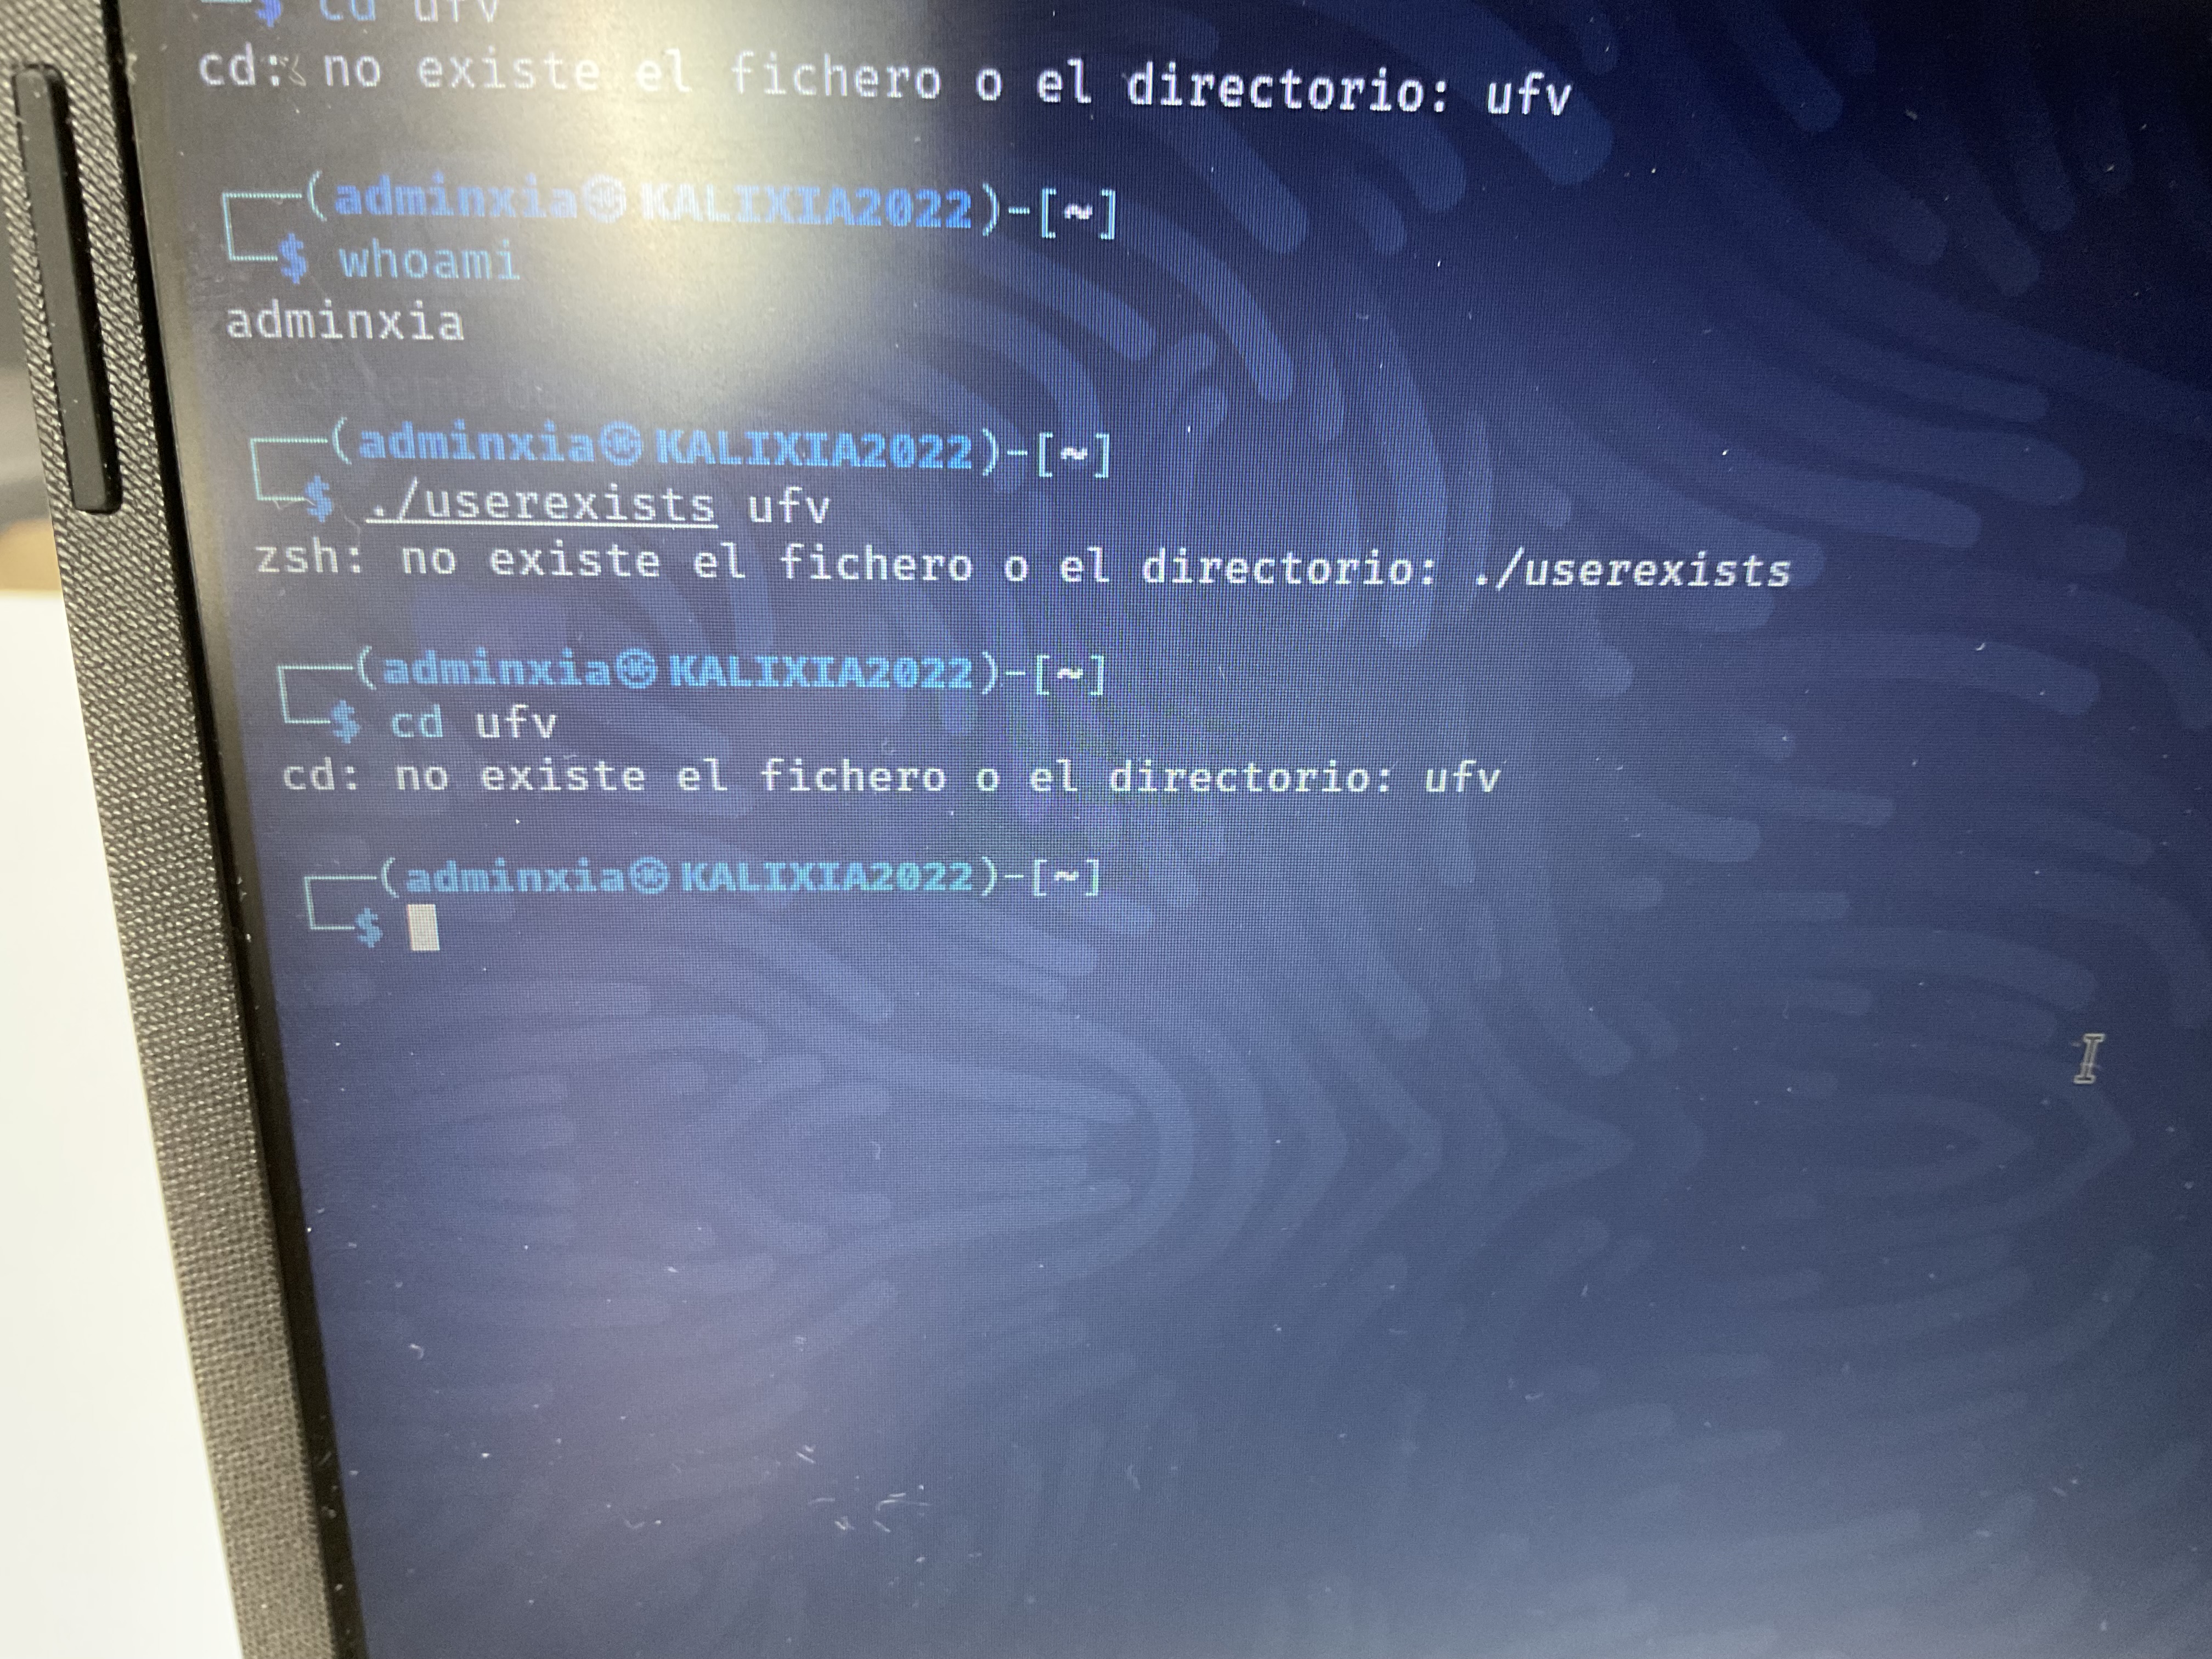 $ cd ufv
cd: no existe el fichero o el directorio: ufv
(adminxia㉿KALIXIA2022)-[~]
$ whoami
adminxia
(adminxia㉿KALIXIA2022)-[~]
$ ./userexists ufv
zsh: no existe el fichero o el directorio: ./userexists
(adminxia㉿KALIXIA2022)-[~]
$ cd ufv
cd: no existe el fichero o el directorio: ufv
(adminxia㉿KALIXIA2022)-[~]
$